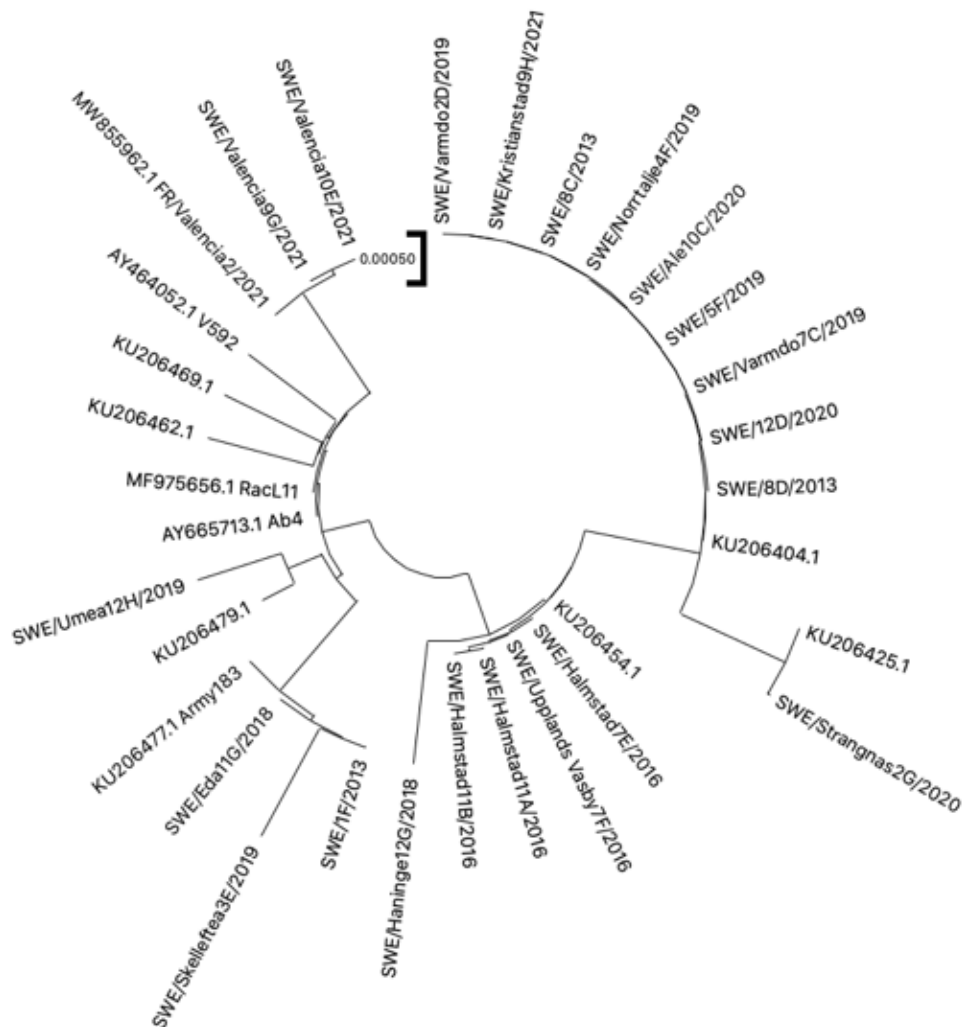 SWE/Varmdo2D/2019
SWE/Kristianstad9H/2021
SWE/8C/2013
SWE/Norrtalje4F/2019
SWE/Ale10C/2020
SWE/5F/2019
SWE/Varmdo7C/2019
SWE/12D/2020
SWE/8D/2013
KU206404.1
KU206425.1
SWE/Strangnas2G/2020
KU206454.1
SWE/Halmstad7E/2016
SWE/Upplands Vasby7F/2016
SWE/Halmstad11A/2016
SWE/Halmstad11B/2016
SWE/Haninge12G/2018
SWE/1F/2013
SWE/Skelleftea3E/2019
SWE/Eda11G/2018
KU206477.1 Army183
KU206479.1
SWE/Umea12H/2019
AY665713.1 Ab4
MF975656.1 RacL11
KU206462.1
KU206469.1
AY464052.1 V592
MW855962.1 FR/Valencia2/2021
SWE/Valencia9G/2021
SWE/Valencia10E/2021
0.00050